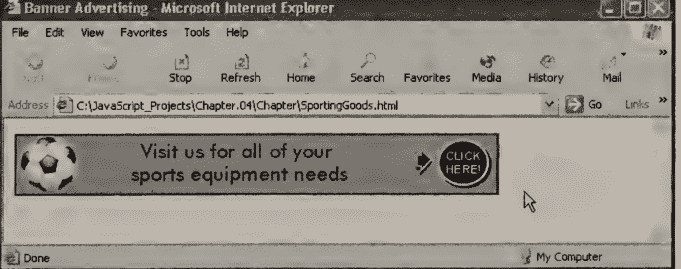 Banner Advertising - Microsoft Internet Explorer
File Edit View Favorites Tools Help
Stop Refresh Home Search Favorites Media History Mail »
Address C:\JavaScript_Projects\Chapter.04\Chapter\SportingGoods.html Go Links »
Visit us for all of your
sports equipment needs
CLICK
HERE!
Done My Computer